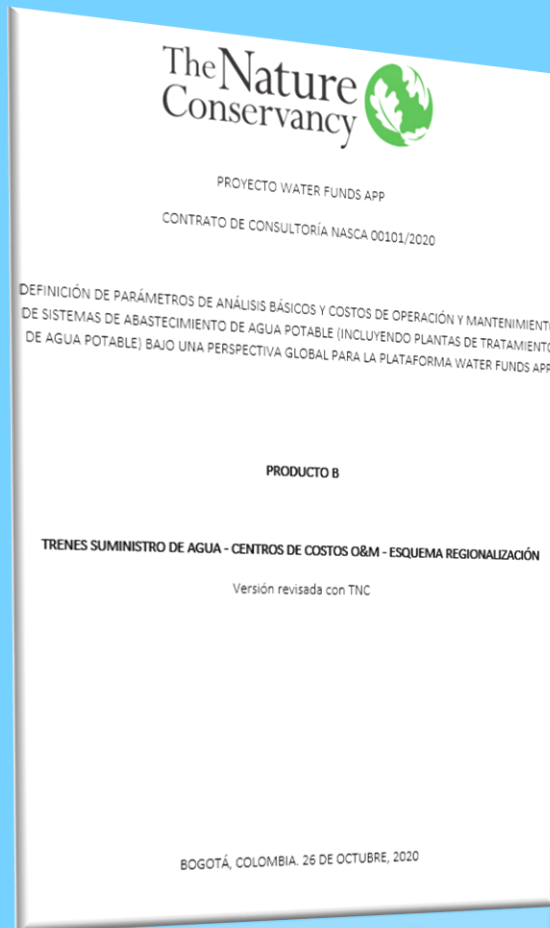 The Nature
Conservancy
PROYECTO WATER FUNDS APP
CONTRATO DE CONSULTORÍA NASCA 00101/2020
DEFINICIÓN DE PARÁMETROS DE ANÁLISIS BÁSICOS Y COSTOS DE OPERACIÓN Y MANTENIMIENTO
DE SISTEMAS DE ABASTECIMIENTO DE AGUA POTABLE (INCLUYENDO PLANTAS DE TRATAMIENTO
DE AGUA POTABLE) BAJO UNA PERSPECTIVA GLOBAL PARA LA PLATAFORMA WATER FUNDS APP
PRODUCTO B
TRENES SUMINISTRO DE AGUA - CENTROS DE COSTOS O&M - ESQUEMA REGIONALIZACIÓN
Versión revisada con TNC
BOGOTÁ, COLOMBIA. 26 DE OCTUBRE, 2020